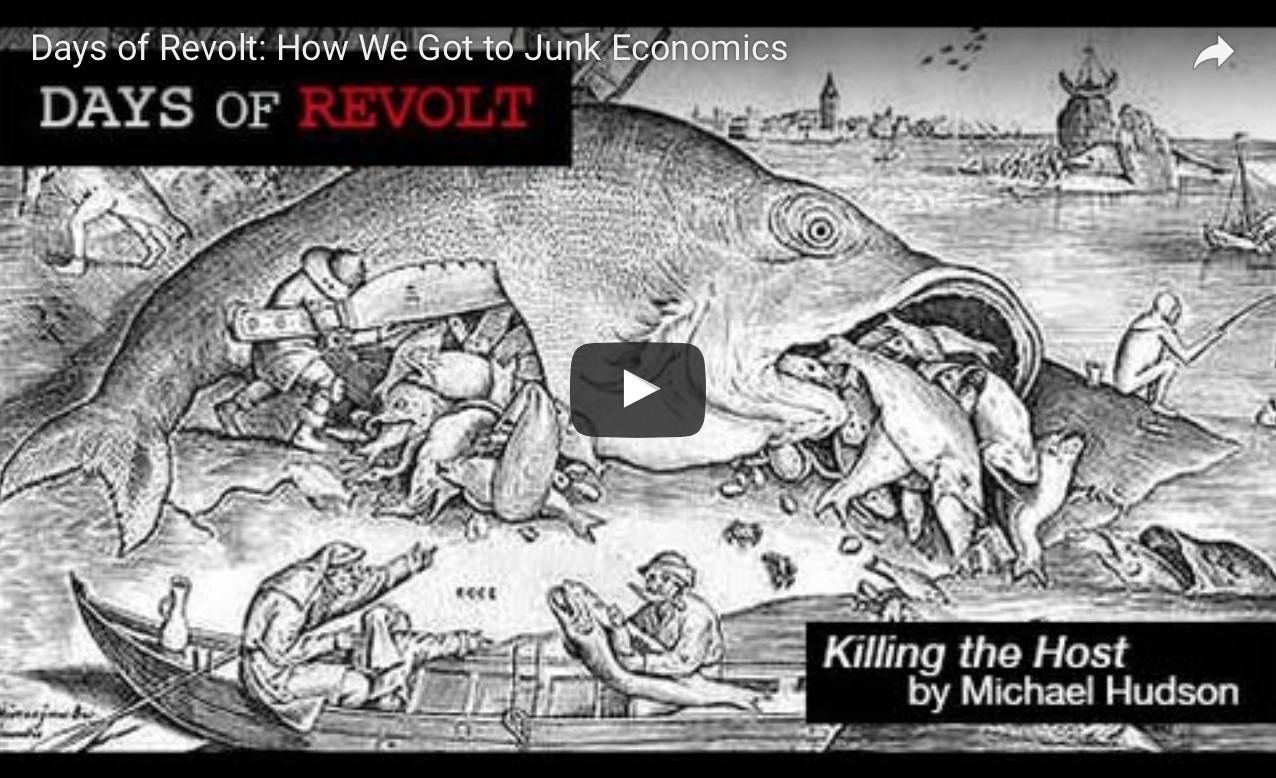 Days of Revolt: How We Got to Junk Economics
DAYS OF REVOLT
Killing the Host
by Michael Hudson